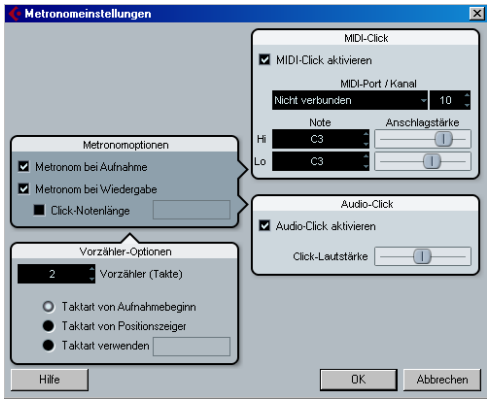 Metronomeinstellungen
MIDI-Click
MIDI-Click aktivieren
MIDI-Port / Kanal
Nicht verbunden 10
Note Anschlagstärke
Hi C3
Lo C3
Metronomoptionen
Metronom bei Aufnahme
Metronom bei Wiedergabe
Click-Notenlänge
Audio-Click
Audio-Click aktivieren
Click-Lautstärke
Vorzähler-Optionen
2 Vorzähler (Takte)
Taktart von Aufnahmebeginn
Taktart von Positionszeiger
Taktart verwenden
Hilfe OK Abbrechen